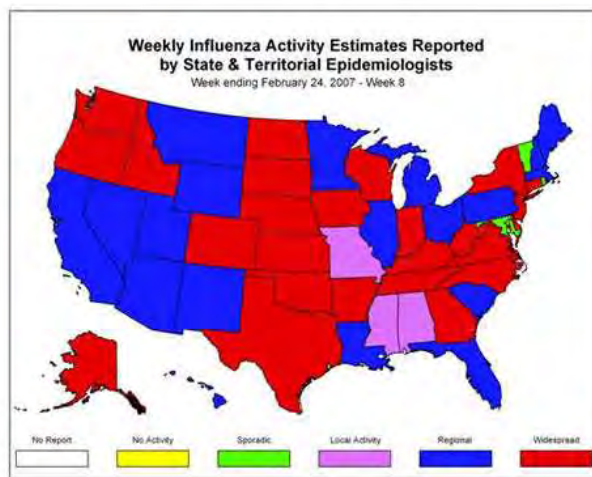 Weekly Influenza Activity Estimates Reported
by State & Territorial Epidemiologists
Week ending February 24, 2007 - Week 8
No Report
No Activity
Sporadic
Local Activity
Regional
Widespread